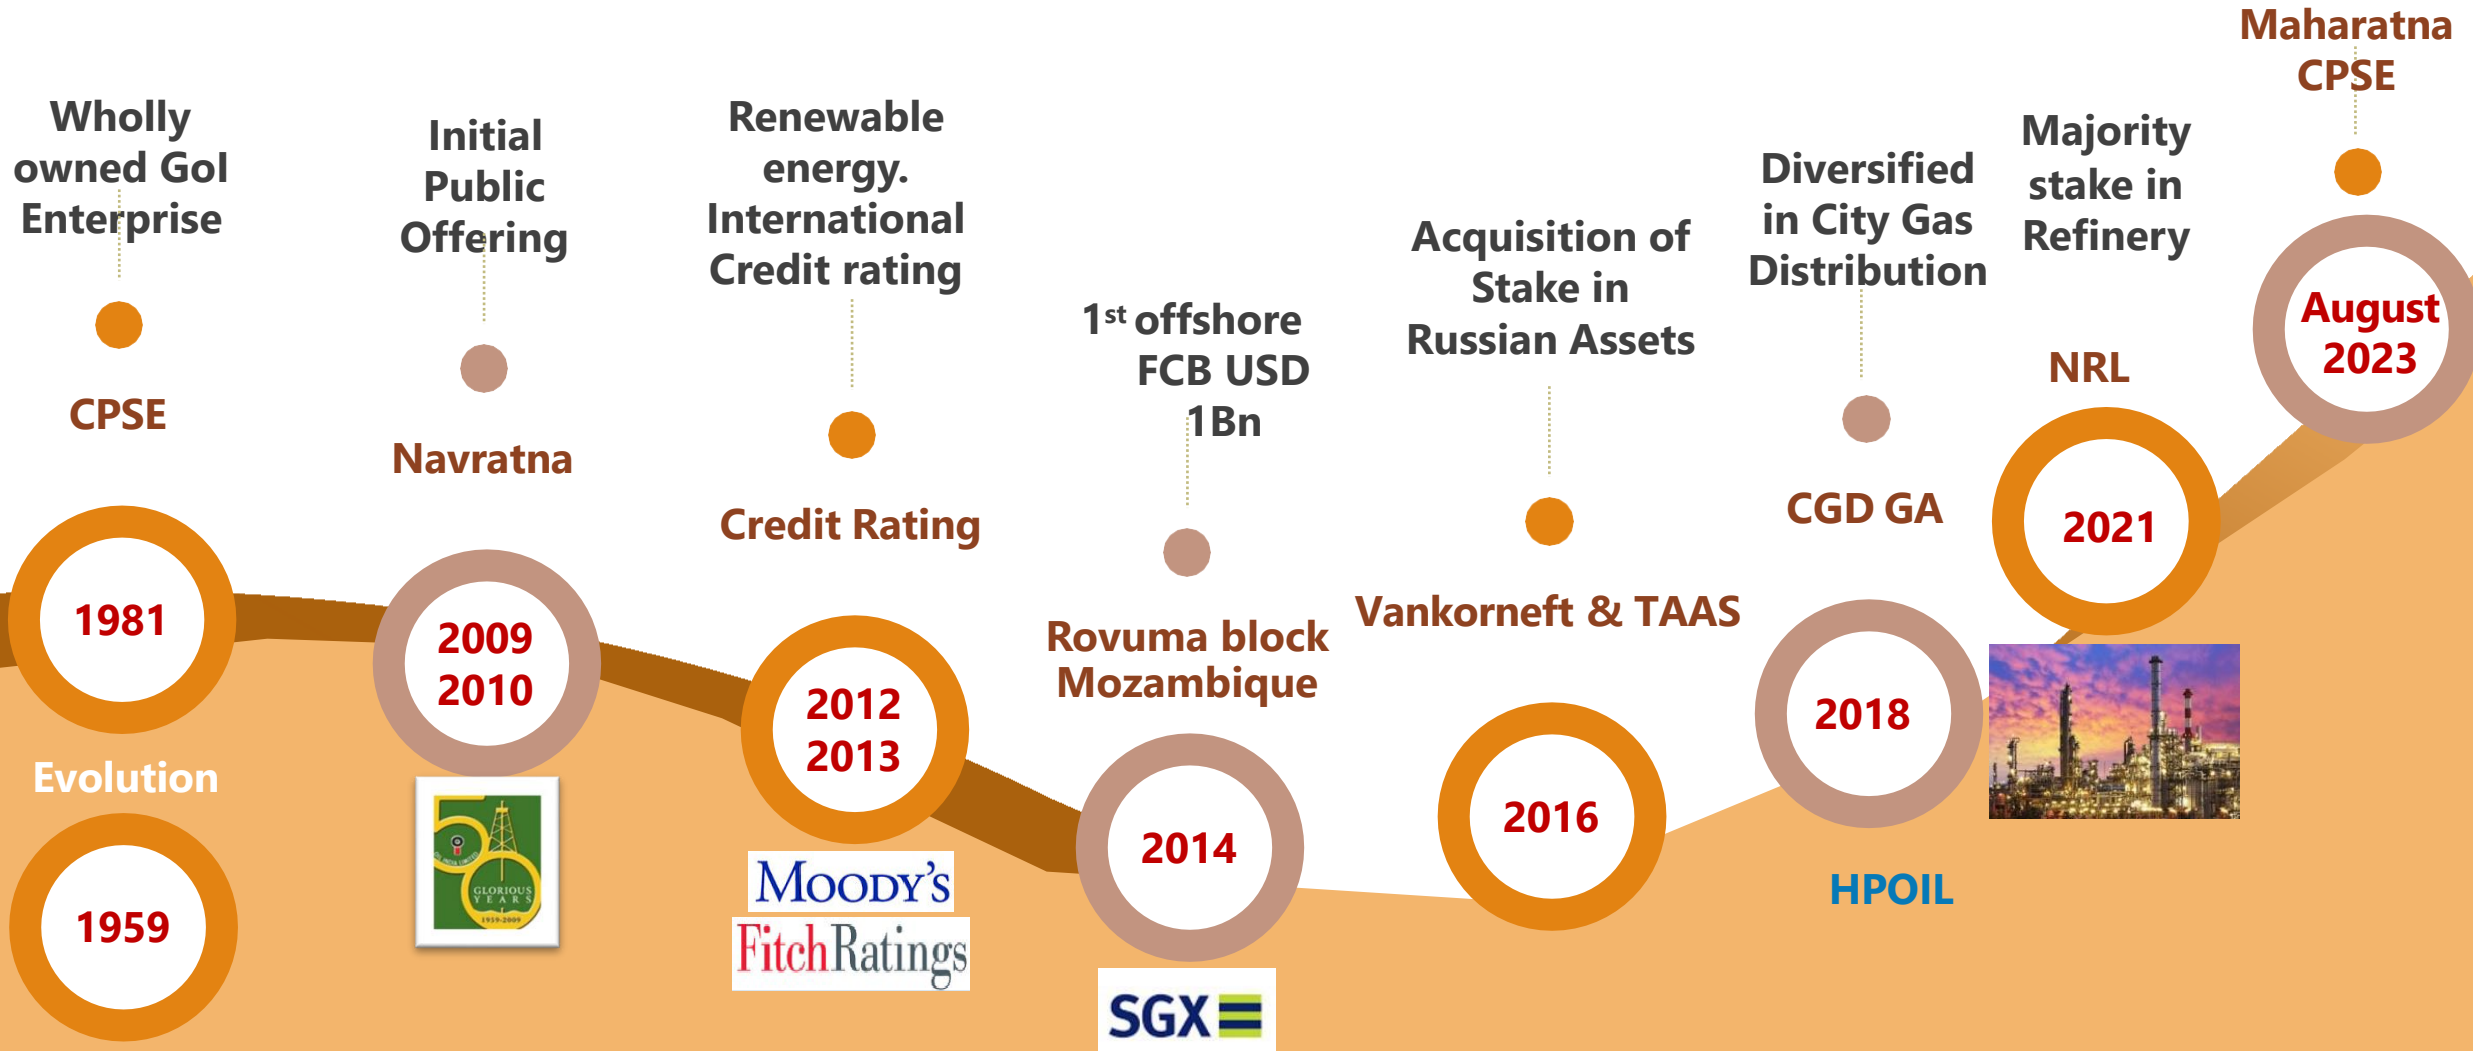 Wholly
owned GoI
Enterprise
CPSE
1981
Evolution
1959
Initial
Public
Offering
Navratna
2009
2010
50
GLORIOUS
YEARS
1959-2009
Renewable
energy.
International
Credit rating
Credit Rating
2012
2013
MOODY'S
FitchRatings
1st offshore
FCB USD
1Bn
Rovuma block
Mozambique
2014
SGX
Acquisition of
Stake in
Russian Assets
Vankorneft & TAAS
2016
Diversified
in City Gas
Distribution
CGD GA
2018
HPOIL
Majority
stake in
Refinery
NRL
2021
Maharatna
CPSE
August
2023